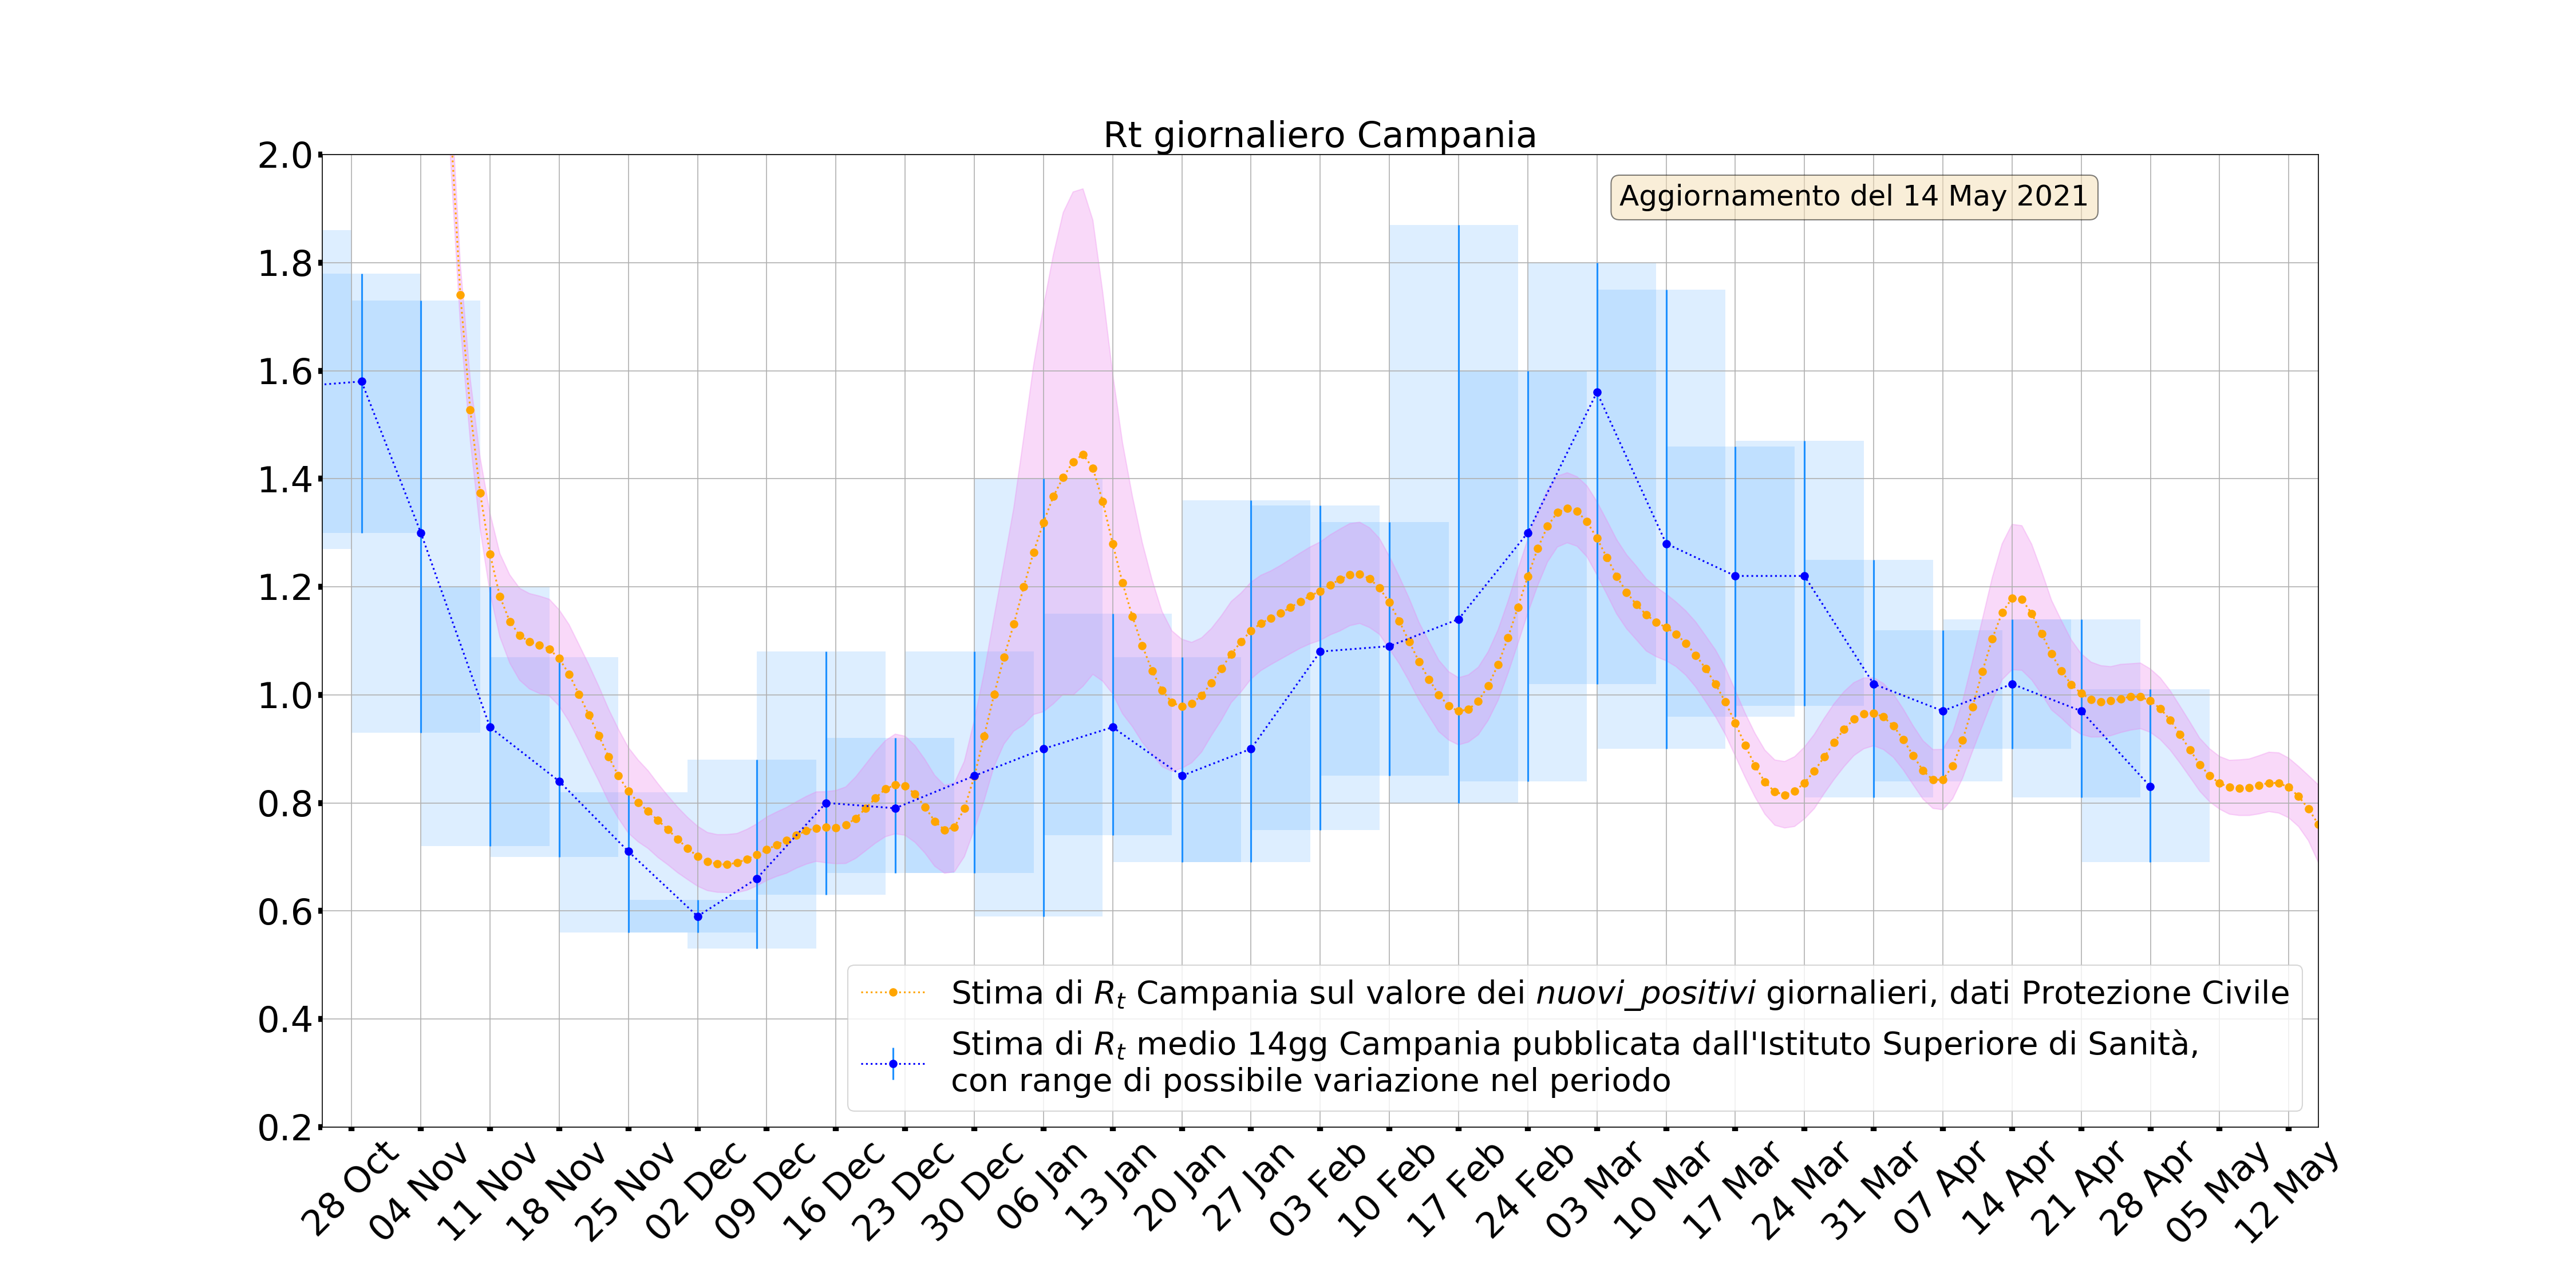 Rt giornaliero Campania
Aggiornamento del 14 May 2021
2.0
1.8
1.6
1.4
1.2
1.0
0.8
0.6
0.4
0.2
Stima di Rt Campania sul valore dei nuovi_positivi giornalieri, dati Protezione Civile
Stima di Rt medio 14gg Campania pubblicata dall'Istituto Superiore di Sanità,
con range di possibile variazione nel periodo
28 Oct
04 Nov
11 Nov
18 Nov
25 Nov
02 Dec
09 Dec
16 Dec
23 Dec
30 Dec
06 Jan
13 Jan
20 Jan
27 Jan
03 Feb
10 Feb
17 Feb
24 Feb
03 Mar
10 Mar
17 Mar
24 Mar
31 Mar
07 Apr
14 Apr
21 Apr
28 Apr
05 May
12 May